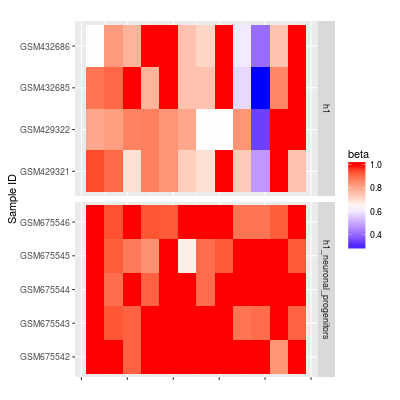 GSM432686
GSM432685
GSM429322
GSM429321
h1
GSM675546
GSM675545
GSM675544
GSM675543
GSM675542
h1_neuronal_progenitors
Sample ID
beta
1.0
0.8
0.6
0.4